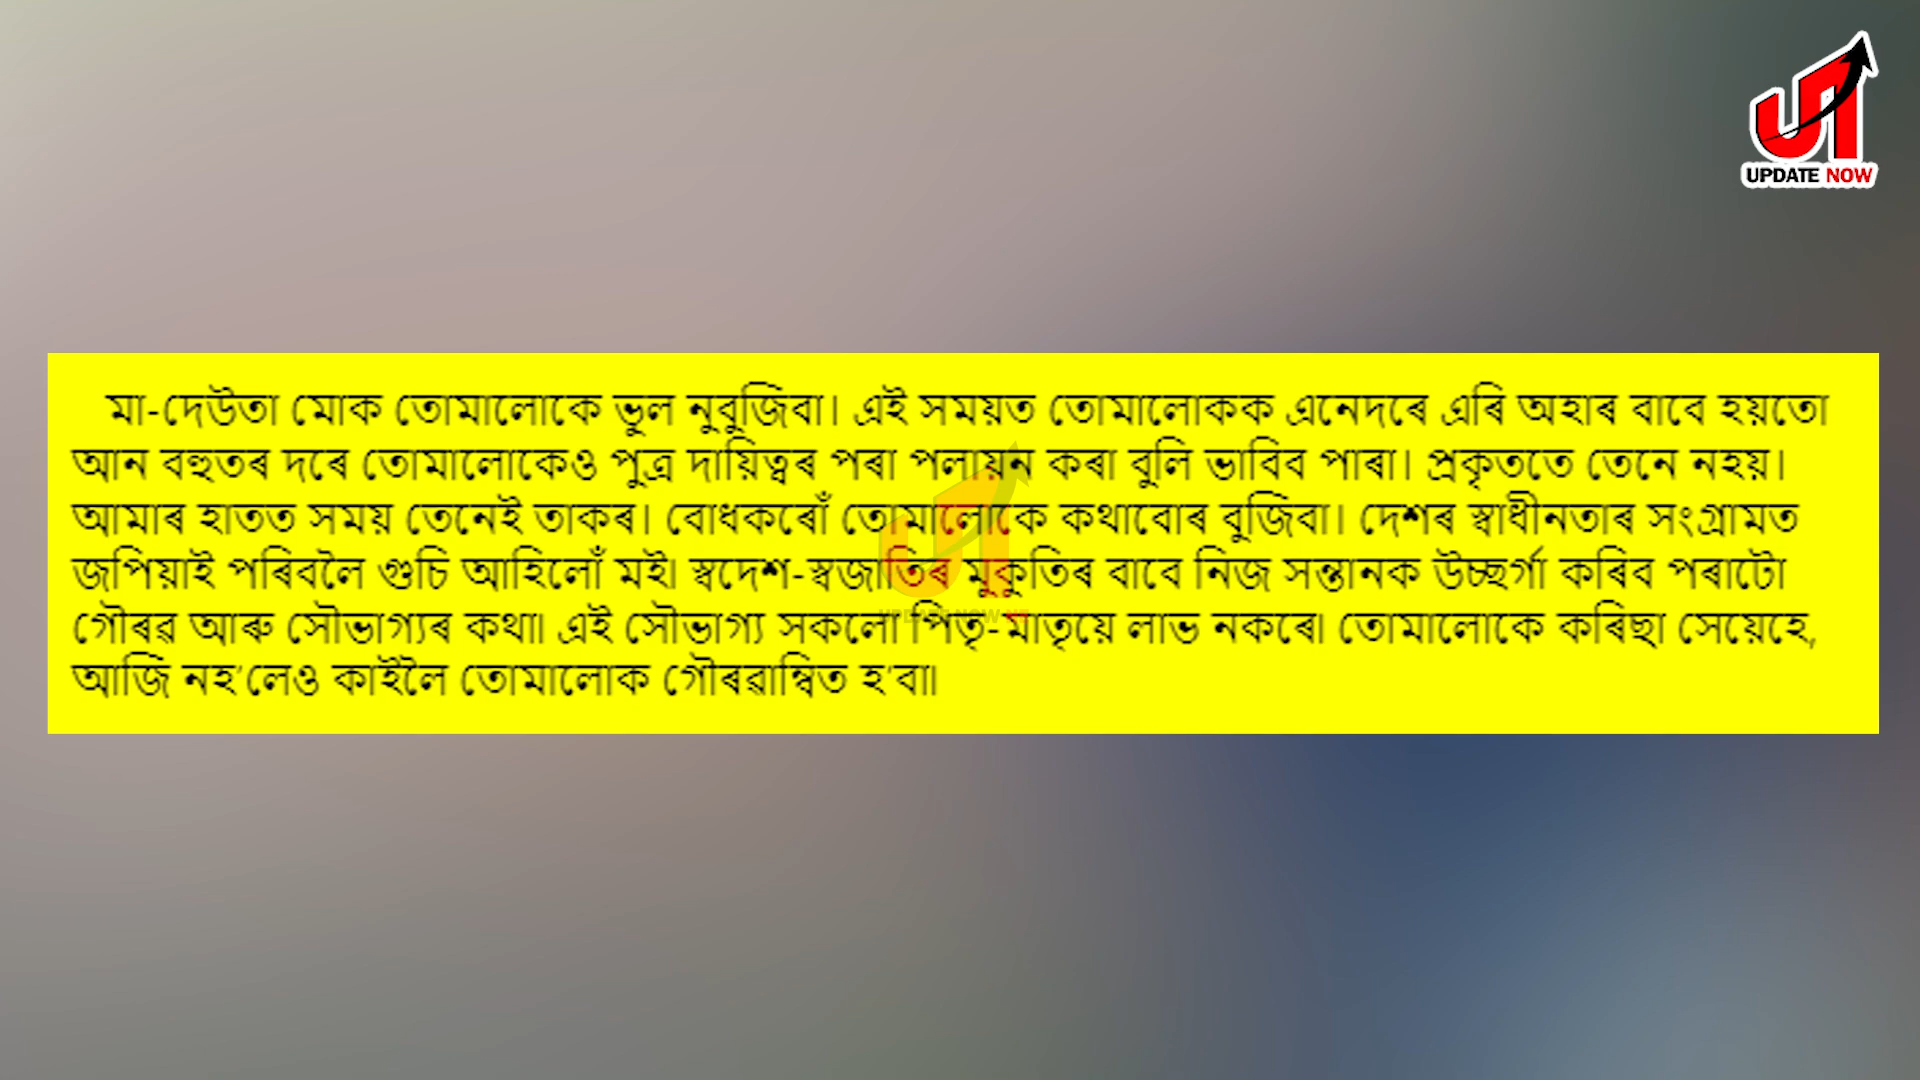 UPDATE NOW
মা-দেউতা মোক তোমালোকে ভুল নুবুজিবা। এই সময়ত তোমালোকক এনেদৰে এৰি অহাৰ বাবে হয়তো
আন বহুতৰ দৰে তোমালোকেও পুত্ৰ দায়িত্বৰ পৰা পলায়ন কৰা বুলি ভাবিব পাৰা। প্ৰকৃততে তেনে নহয়।
আমাৰ হাতত সময় তেনেই তাকৰ। বোধকৰোঁ তোমালোকে কথাবোৰ বুজিবা। দেশৰ স্বাধীনতাৰ সংগ্ৰামত
জপিয়াই পৰিবলৈ গুচি আহিলোঁ মই। স্বদেশ-স্বজাতিৰ মুকুতিৰ বাবে নিজ সন্তানক উচ্ছৰ্গা কৰিব পৰাটো
গৌৰৱ আৰু সৌভাগ্যৰ কথা। এই সৌভাগ্য সকলো পিতৃ-মাতৃয়ে লাভ নকৰে। তোমালোকে কৰিছা সেয়েহে,
আজি নহ'লেও কাইলৈ তোমালোক গৌৰৱান্বিত হ'বা।